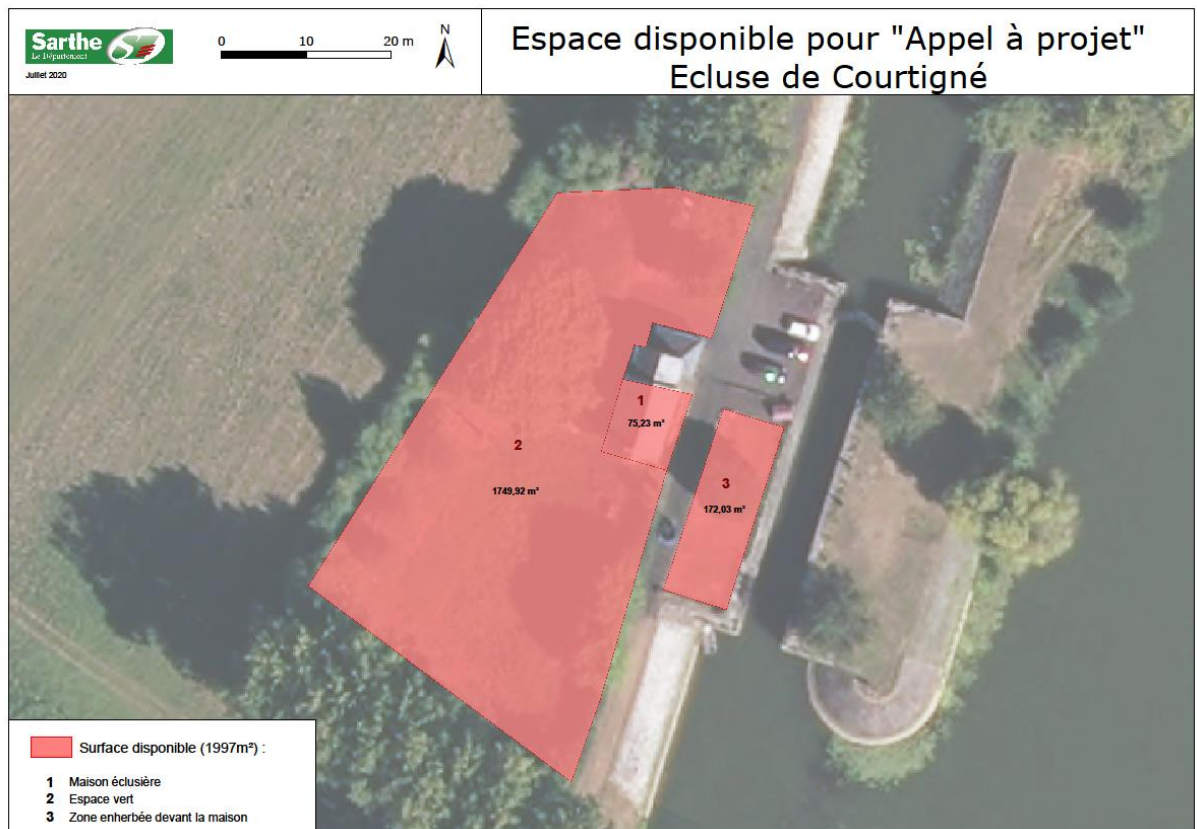 Sarthe
Le Département
Juillet 2020
0 10 20 m
N
Espace disponible pour "Appel à projet"
Ecluse de Courtigné
1
75,23 m²
2
1749,92 m²
3
172,03 m²
Surface disponible (1997m²) :
1 Maison éclusière
2 Espace vert
3 Zone enherbée devant la maison